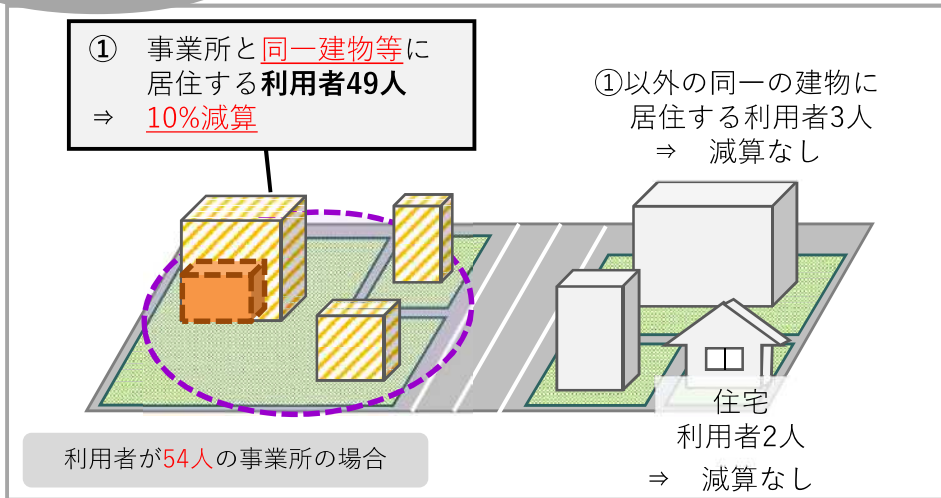 ① 事業所と同一建物等に
居住する利用者49人
⇒ 10%減算
①以外の同一の建物に
居住する利用者3人
⇒ 減算なし
住宅
利用者2人
⇒ 減算なし
利用者が54人の事業所の場合